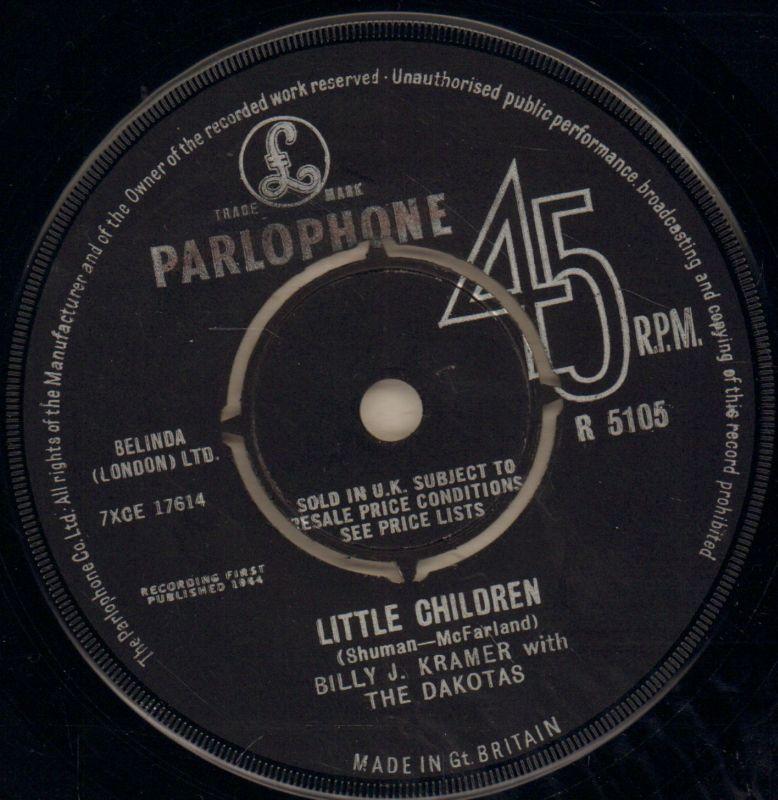 The Parlophone Co. Ltd. All rights of the Manufacturer and of the Owner of the recorded work reserved · Unauthorised public performance, broadcasting and copying of this record prohibited
£
TRADE MARK
PARLOPHONE
45
R.P.M.
R 5105
BELINDA
(LONDON) LTD.
7XCE 17614
SOLD IN U.K. SUBJECT TO
RESALE PRICE CONDITIONS
SEE PRICE LISTS
RECORDING FIRST
PUBLISHED 1964
LITTLE CHILDREN
(Shuman—McFarland)
BILLY J. KRAMER with
THE DAKOTAS
MADE IN Gt. BRITAIN